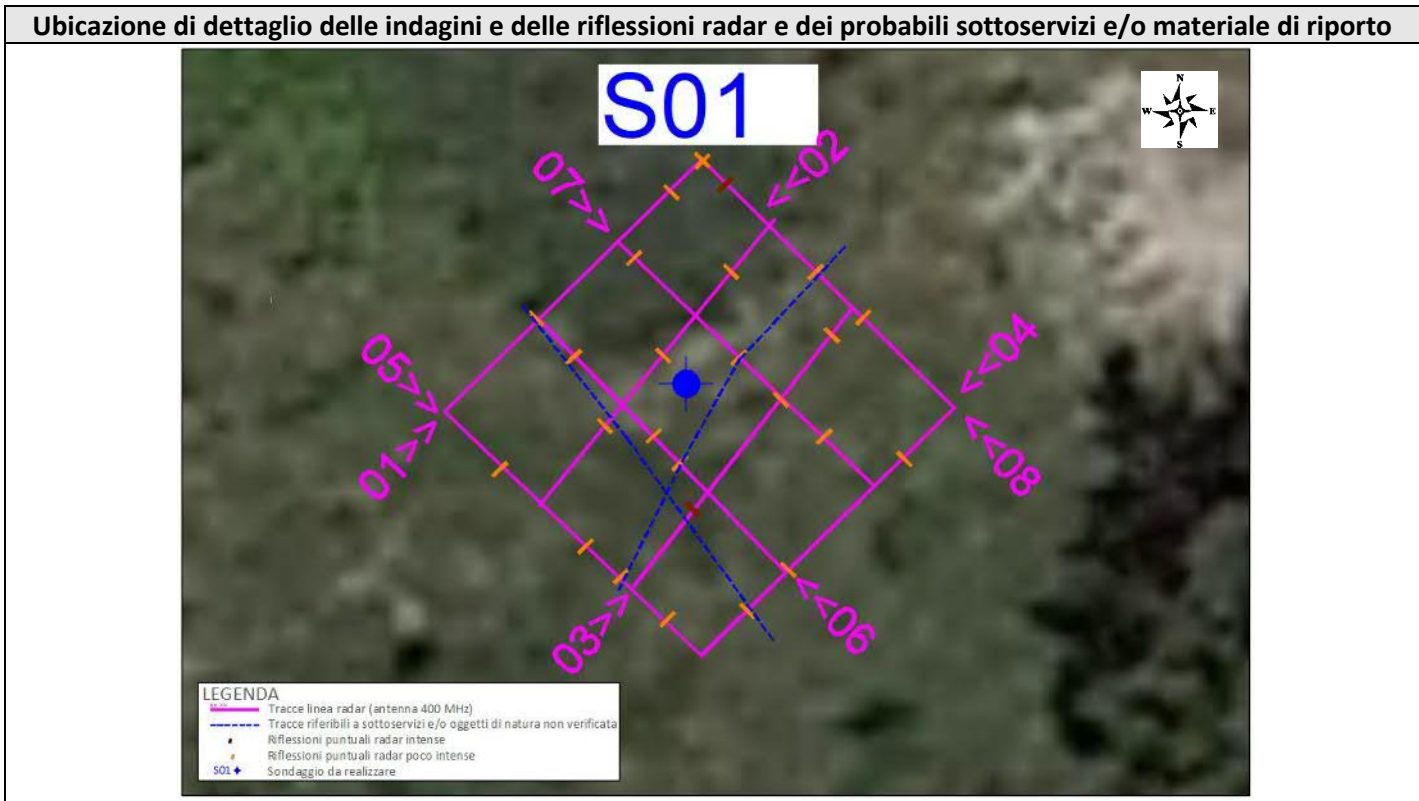 Ubicazione di dettaglio delle indagini e delle riflessioni radar e dei probabili sottoservizi e/o materiale di riporto
S01
N
W
E
S
07>>
<<02
05>>
<<04
01>>
<<08
03>>
<<06
LEGENDA
Tracce linea radar (antenna 400 MHz)
Tracce riferibili a sottoservizi e/o oggetti di natura non verificata
Riflessioni puntuali radar intense
Riflessioni puntuali radar poco intense
S01 Sondaggio da realizzare